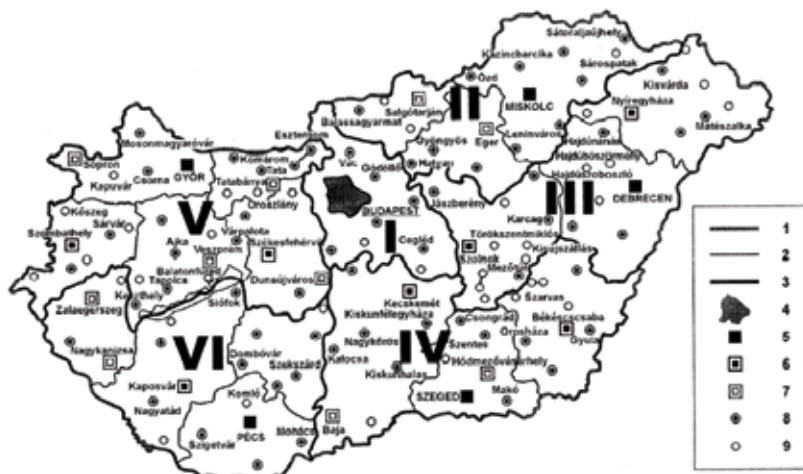 Sátoraljaújhely
Kazincbarcika
Sárospatak
Ózd
Kisvárda
II
MISKOLC
Salgótarján
Nyíregyháza
Balassagyarmat
Esztergom
Mosonmagyaróvár
Gyöngyös
Eger
Leninváros
Mátészalka
Hajdúnánás
Komárom
Vác
Gödöllő
Hatvan
Hajdúböszörmény
Sopron
Tata
Tatabánya
Hajdúszoboszló
Kapuvár
Csorna
GYŐR
Oroszlány
III
DEBRECEN
Jászberény
Kőszeg
BUDAPEST
Karcag
Sárvár
V
I
Törökszentmiklós
Szombathely
Várpalota
Ajka
Székesfehérvár
Cegléd
Kisújszállás
Veszprém
Szolnok
Mezőtúr
Balatonfüred
Tapolca
Dunaújváros
Keszthely
Siófok
Kecskemét
Szarvas
Zalaegerszeg
Kiskunfélegyháza
Csongrád
Békéscsaba
Orosháza
Nagykőrös
IV
Gyula
VI
Szentes
Nagykanizsa
Dombóvár
Kalocsa
Hódmezővásárhely
Szekszárd
Kiskunhalas
Kaposvár
Komló
Makó
Nagyatád
SZEGED
PÉCS
Baja
Mohács
Szigetvár
1
2
3
4
5
6
7
8
9